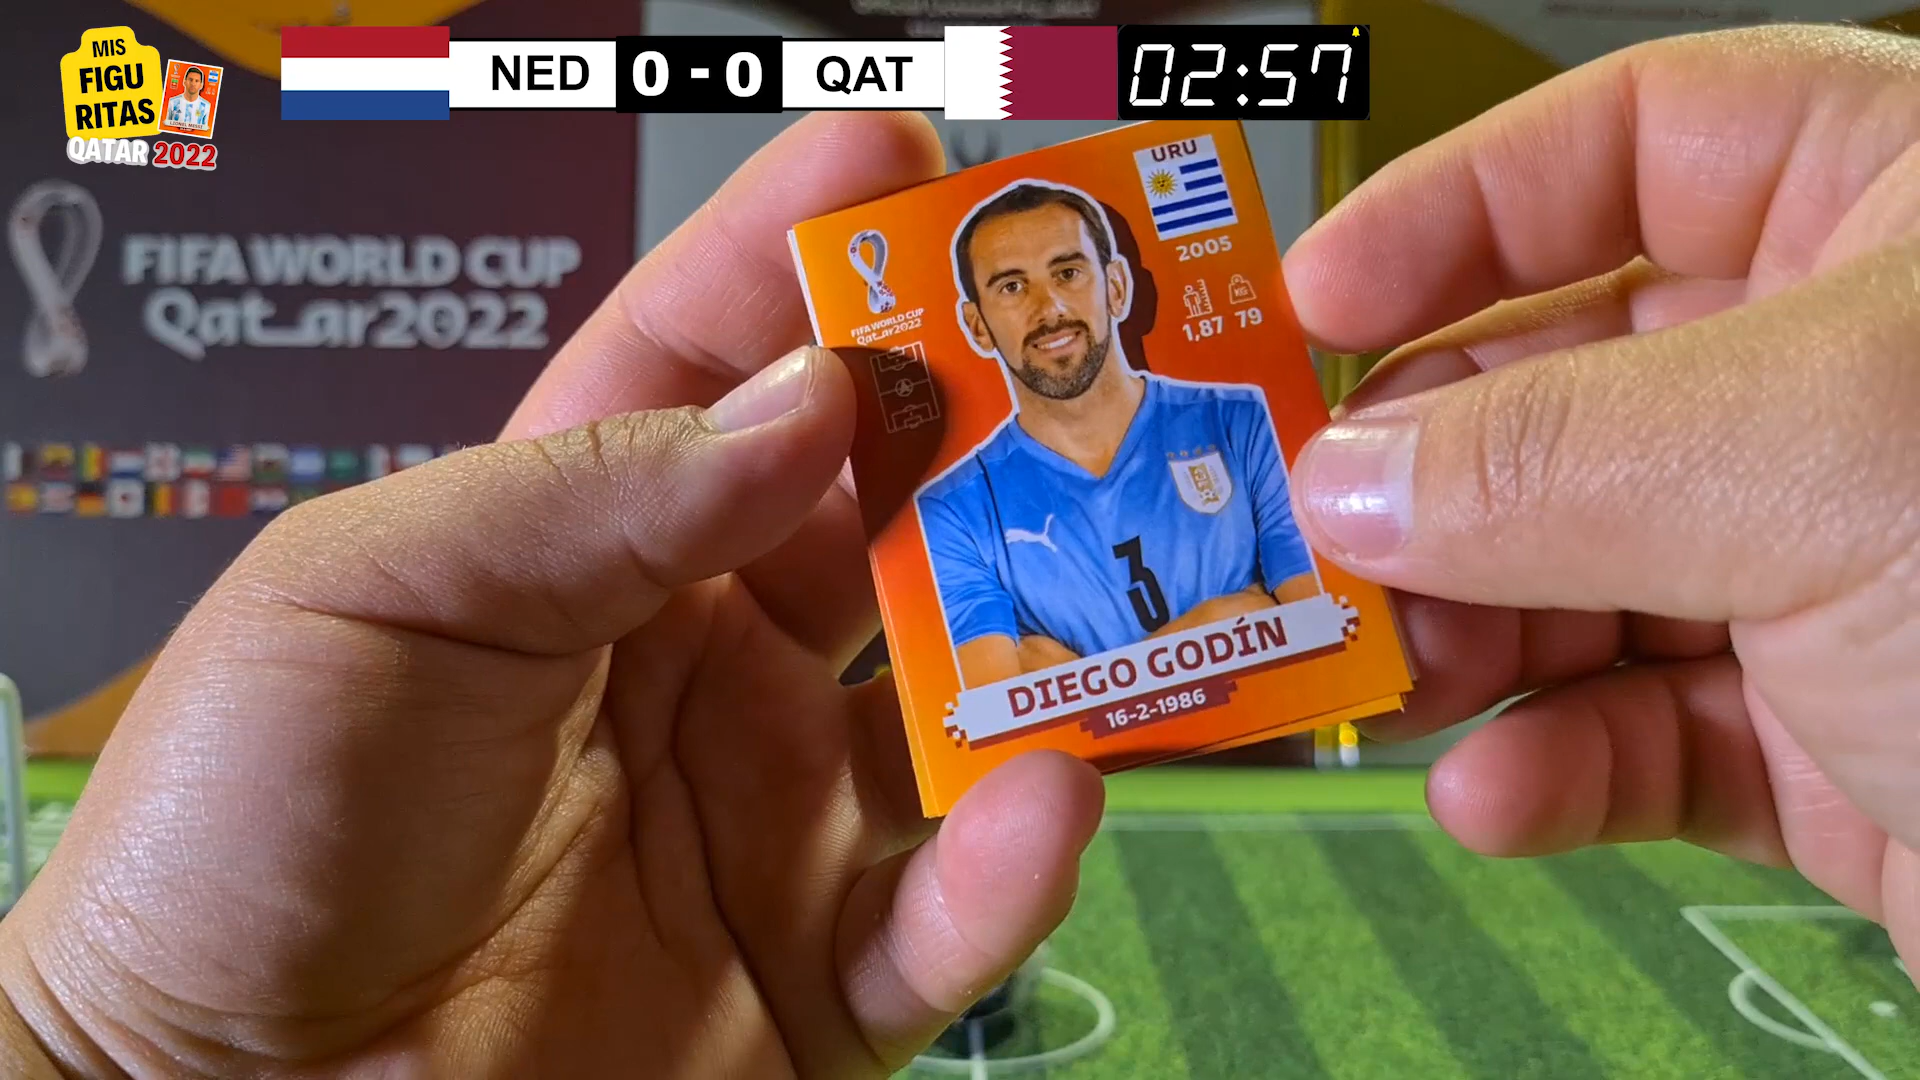 MIS
FIGU
RITAS
QATAR 2022
NED 0 - 0 QAT 02:57
FIFA WORLD CUP
Qatar2022
URU
2005
1,87 79
FIFA WORLD CUP
Qatar2022
3
DIEGO GODÍN
16-2-1986